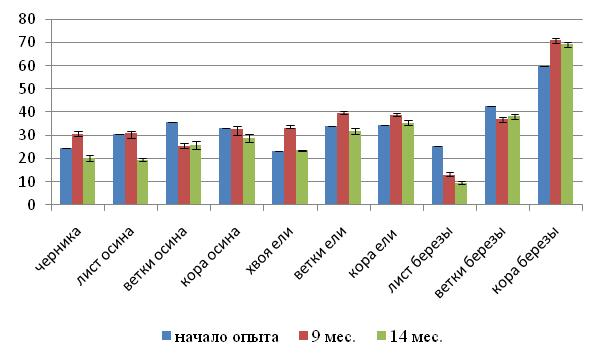 80
70
60
50
40
30
20
10
0
черника
лист осина
ветки осина
кора осина
хвоя ели
ветки ели
кора ели
лист березы
ветки березы
кора березы
начало опыта 9 мес. 14 мес.